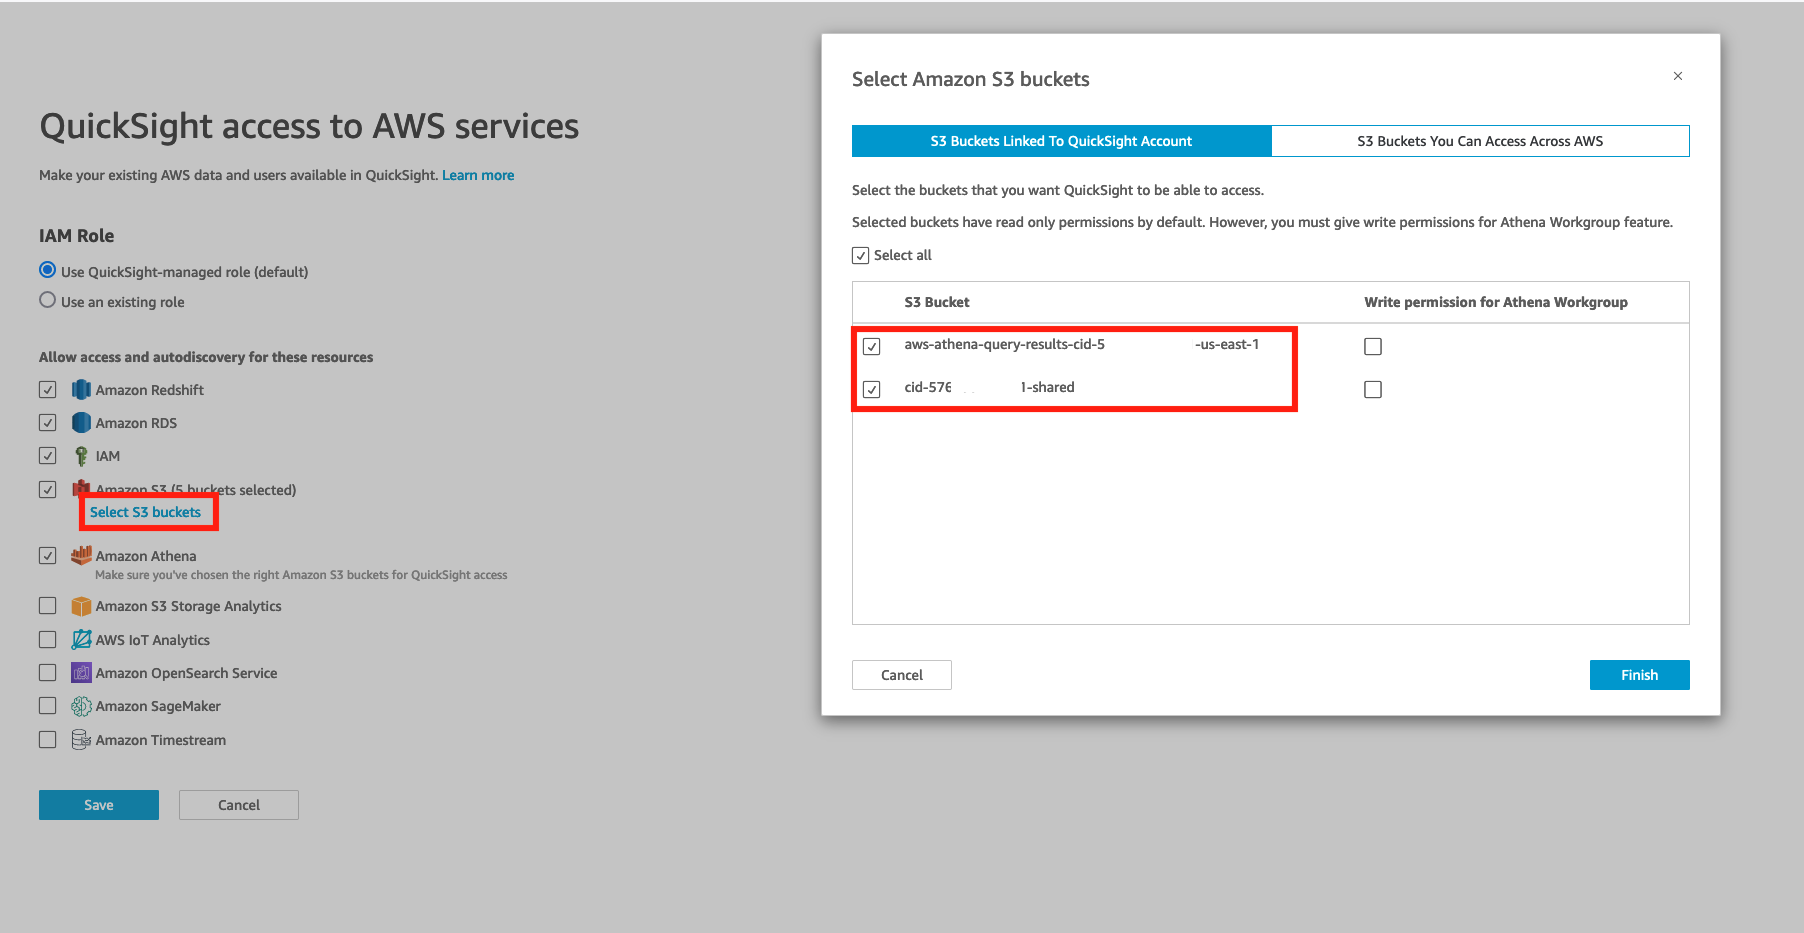 QuickSight access to AWS services
Make your existing AWS data and users available in QuickSight. Learn more
IAM Role
Use QuickSight-managed role (default)
Use an existing role
Allow access and autodiscovery for these resources
Amazon Redshift
Amazon RDS
IAM
Amazon S3 (5 buckets selected)
Select S3 buckets
Amazon Athena
Make sure you've chosen the right Amazon S3 buckets for QuickSight access
Amazon S3 Storage Analytics
AWS IoT Analytics
Amazon OpenSearch Service
Amazon SageMaker
Amazon Timestream
Save Cancel
Select Amazon S3 buckets
S3 Buckets Linked To QuickSight Account S3 Buckets You Can Access Across AWS
Select the buckets that you want QuickSight to be able to access.
Selected buckets have read only permissions by default. However, you must give write permissions for Athena Workgroup feature.
Select all
S3 Bucket Write permission for Athena Workgroup
aws-athena-query-results-cid-5 -us-east-1
cid-576 1-shared
Cancel Finish